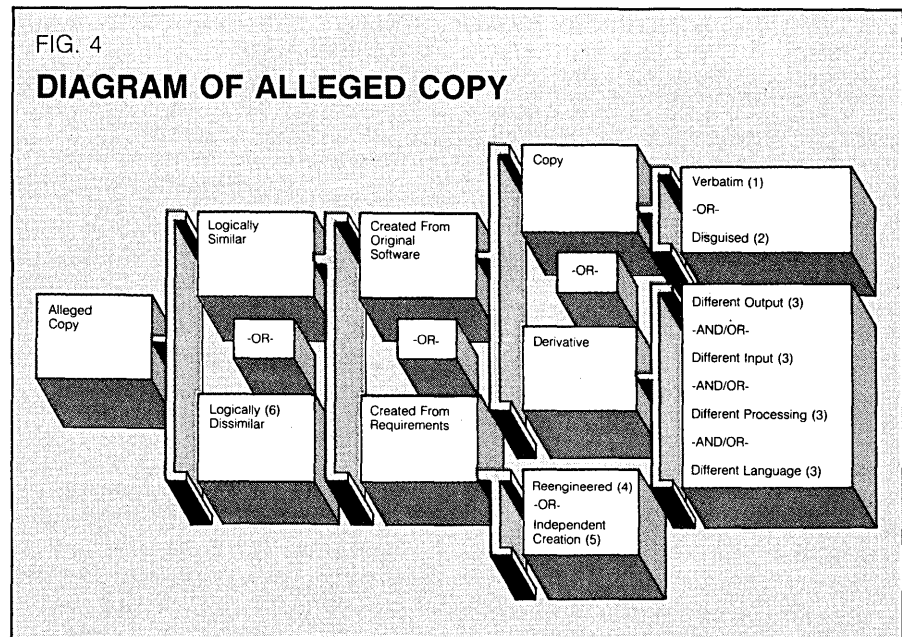 FIG. 4
DIAGRAM OF ALLEGED COPY
Alleged
Copy
Logically
Similar
-OR-
Logically (6)
Dissimilar
Created From
Original
Software
-OR-
Created From
Requirements
Copy
-OR-
Derivative
Reengineered (4)
-OR-
Independent
Creation (5)
Verbatim (1)
-OR-
Disguised (2)
Different Output (3)
-AND/OR-
Different Input (3)
-AND/OR-
Different Processing (3)
-AND/OR-
Different Language (3)